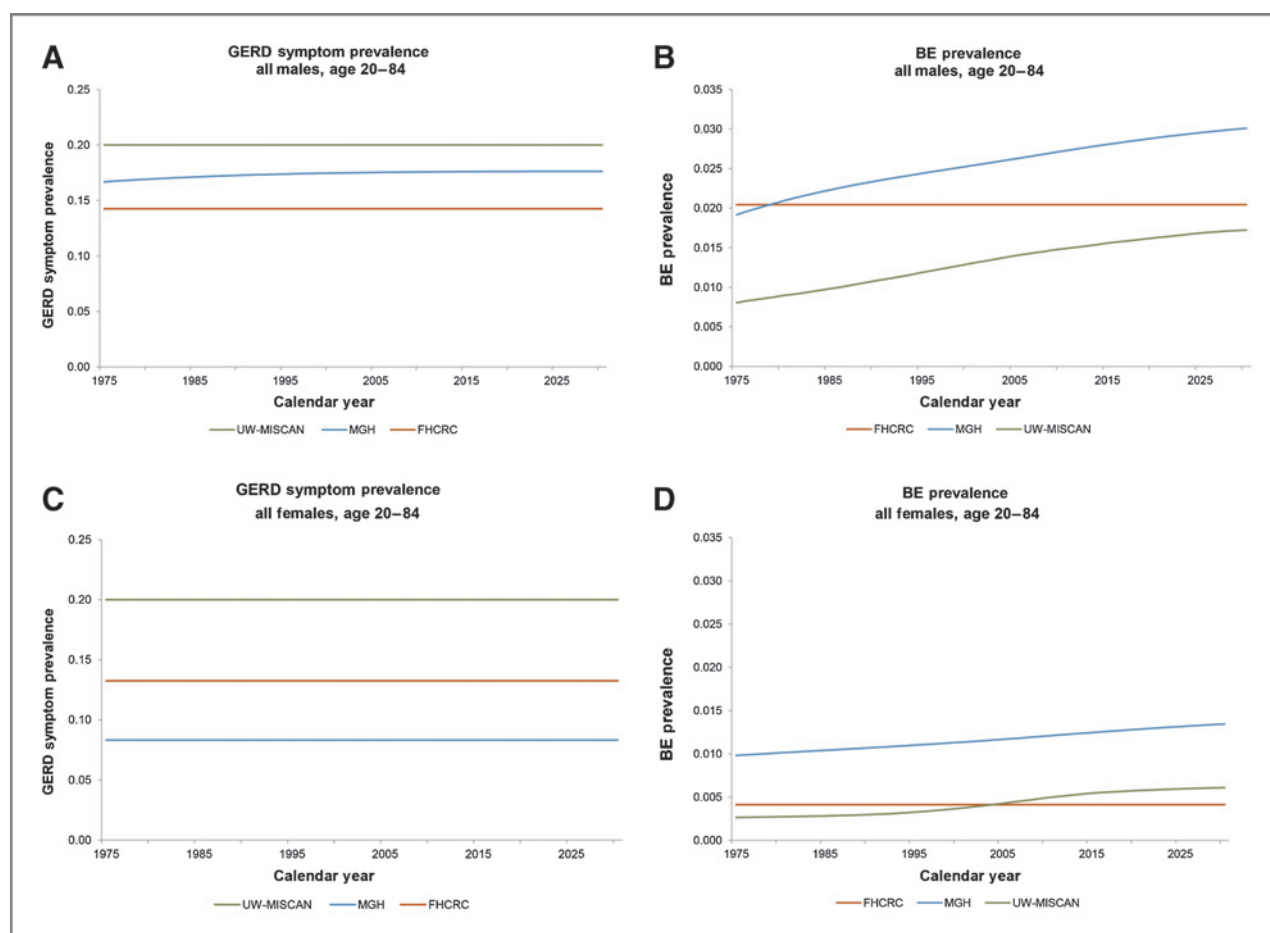 A
GERD symptom prevalence
all males, age 20–84
GERD symptom prevalence
0.25
0.20
0.15
0.10
0.05
0.00
1975 1985 1995 2005 2015 2025
Calendar year
UW-MISCAN MGH FHCRC
B
BE prevalence
all males, age 20–84
BE prevalence
0.035
0.030
0.025
0.020
0.015
0.010
0.005
0.000
1975 1985 1995 2005 2015 2025
Calendar year
FHCRC MGH UW-MISCAN
C
GERD symptom prevalence
all females, age 20–84
GERD symptom prevalence
0.25
0.20
0.15
0.10
0.05
0.00
1975 1985 1995 2005 2015 2025
Calendar year
UW-MISCAN MGH FHCRC
D
BE prevalence
all females, age 20–84
BE prevalence
0.035
0.030
0.025
0.020
0.015
0.010
0.005
0.000
1975 1985 1995 2005 2015 2025
Calendar year
FHCRC MGH UW-MISCAN